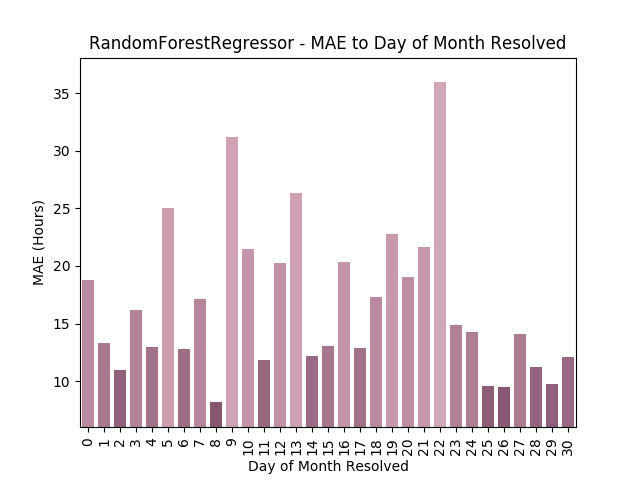 RandomForestRegressor - MAE to Day of Month Resolved
35
30
25
20
15
10
MAE (Hours)
0 1 2 3 4 5 6 7 8 9 10 11 12 13 14 15 16 17 18 19 20 21 22 23 24 25 26 27 28 29 30
Day of Month Resolved